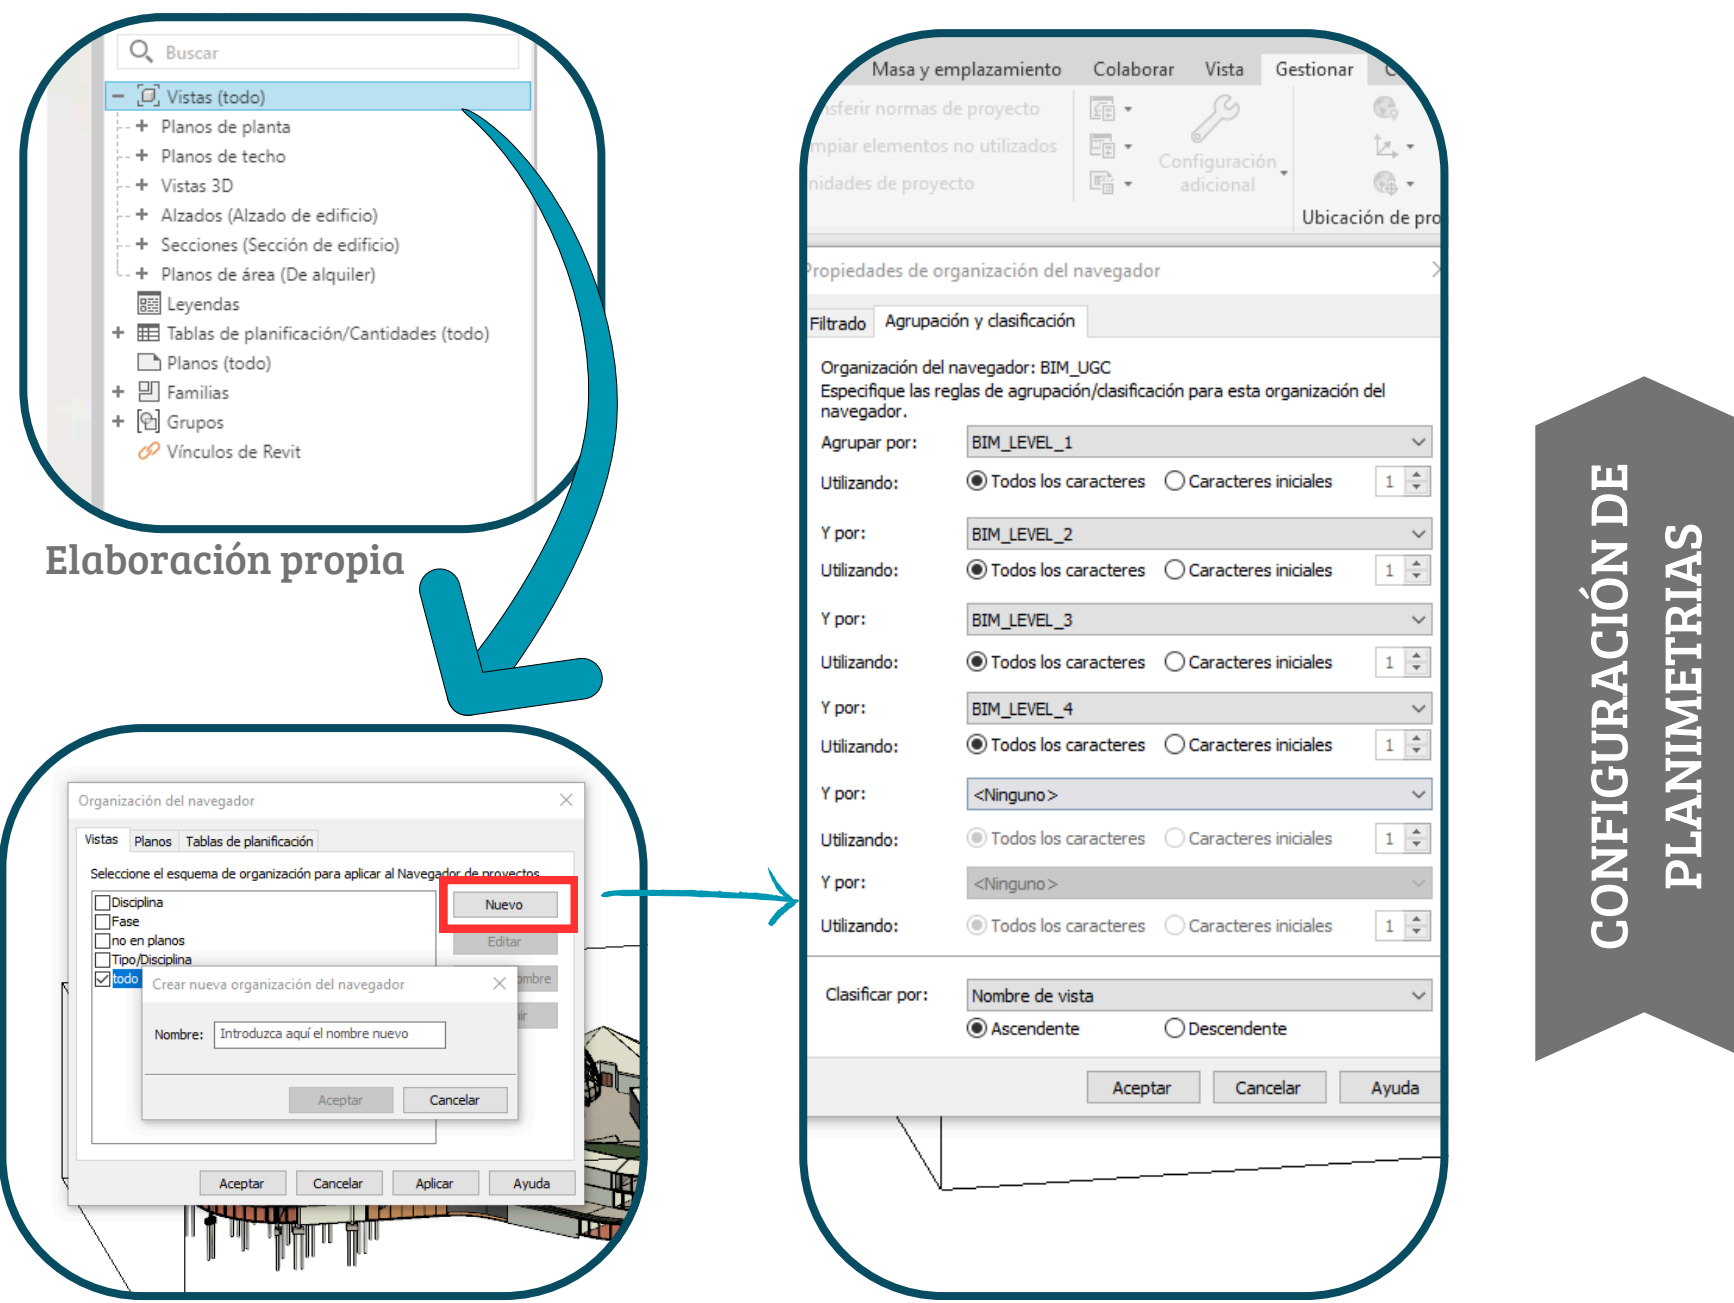 Buscar
Vistas (todo)
Planos de planta
Planos de techo
Vistas 3D
Alzados (Alzado de edificio)
Secciones (Sección de edificio)
Planos de área (De alquiler)
Leyendas
Tablas de planificación/Cantidades (todo)
Planos (todo)
Familias
Grupos
Vínculos de Revit
Elaboración propia
Organización del navegador
Vistas Planos Tablas de planificación
Seleccione el esquema de organización para aplicar al Navegador de proyectos
Disciplina
Fase
no en planos
Tipo/Disciplina
todo
Nuevo
Editar
Crear nueva organización del navegador
Nombre: Introduzca aquí el nombre nuevo
Aceptar Cancelar
Aceptar Cancelar Aplicar Ayuda
Masa y emplazamiento Colaborar Vista Gestionar
normas de proyecto
elementos no utilizados
de proyecto
Configuración
adicional
Ubicación de pro
Propiedades de organización del navegador
Filtrado Agrupación y clasificación
Organización del navegador: BIM_UGC
Especifique las reglas de agrupación/clasificación para esta organización del
navegador.
Agrupar por: BIM_LEVEL_1
Utilizando: Todos los caracteres Caracteres iniciales 1
Y por: BIM_LEVEL_2
Utilizando: Todos los caracteres Caracteres iniciales 1
Y por: BIM_LEVEL_3
Utilizando: Todos los caracteres Caracteres iniciales 1
Y por: BIM_LEVEL_4
Utilizando: Todos los caracteres Caracteres iniciales 1
Y por: <Ninguno>
Utilizando: Todos los caracteres Caracteres iniciales 1
Y por: <Ninguno>
Utilizando: Todos los caracteres Caracteres iniciales 1
Clasificar por: Nombre de vista
Ascendente Descendente
Aceptar Cancelar Ayuda
CONFIGURACIÓN DE
PLANIMETRIAS